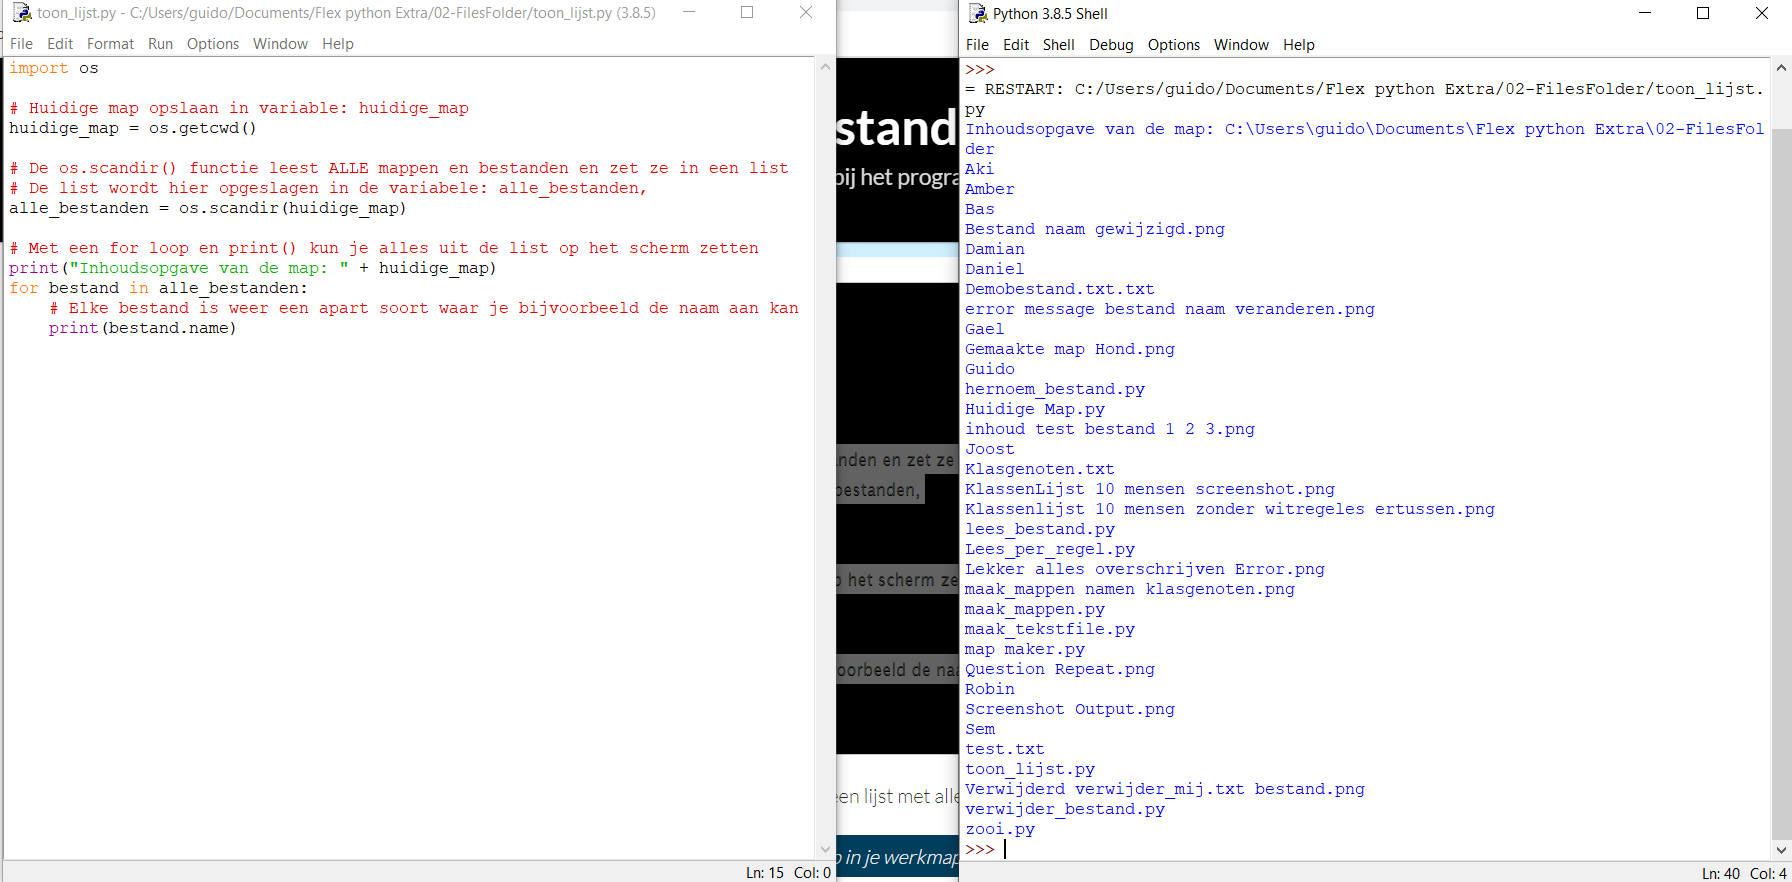 toon_lijst.py - C:/Users/guido/Documents/Flex python Extra/02-FilesFolder/toon_lijst.py (3.8.5)
File Edit Format Run Options Window Help
import os
# Huidige map opslaan in variable: huidige_map
huidige_map = os.getcwd()
# De os.scandir() functie leest ALLE mappen en bestanden en zet ze in een list
# De list wordt hier opgeslagen in de variabele: alle_bestanden,
alle_bestanden = os.scandir(huidige_map)
# Met een for loop en print() kun je alles uit de list op het scherm zetten
print("Inhoudsopgave van de map: " + huidige_map)
for bestand in alle_bestanden:
# Elke bestand is weer een apart soort waar je bijvoorbeeld de naam aan kan
print(bestand.name)
Ln: 15 Col: 0
stand
bij het progra
nden en zet ze
bestanden,
het scherm ze
voorbeeld de naa
een lijst met alle
in je werkmap
Python 3.8.5 Shell
File Edit Shell Debug Options Window Help
>>>
= RESTART: C:/Users/guido/Documents/Flex python Extra/02-FilesFolder/toon_lijst.
py
Inhoudsopgave van de map: C:\Users\guido\Documents\Flex python Extra\02-FilesFol
der
Aki
Amber
Bas
Bestand naam gewijzigd.png
Damian
Daniel
Demobestand.txt.txt
error message bestand naam veranderen.png
Gael
Gemaakte map Hond.png
Guido
hernoem_bestand.py
Huidige Map.py
inhoud test bestand 1 2 3.png
Joost
Klasgenoten.txt
KlassenLijst 10 mensen screenshot.png
Klassenlijst 10 mensen zonder witregeles ertussen.png
lees_bestand.py
Lees_per_regel.py
Lekker alles overschrijven Error.png
maak_mappen namen klasgenoten.png
maak_mappen.py
maak_tekstfile.py
map maker.py
Question Repeat.png
Robin
Screenshot Output.png
Sem
test.txt
toon_lijst.py
Verwijderd verwijder_mij.txt bestand.png
verwijder_bestand.py
zooi.py
>>>
Ln: 40 Col: 4